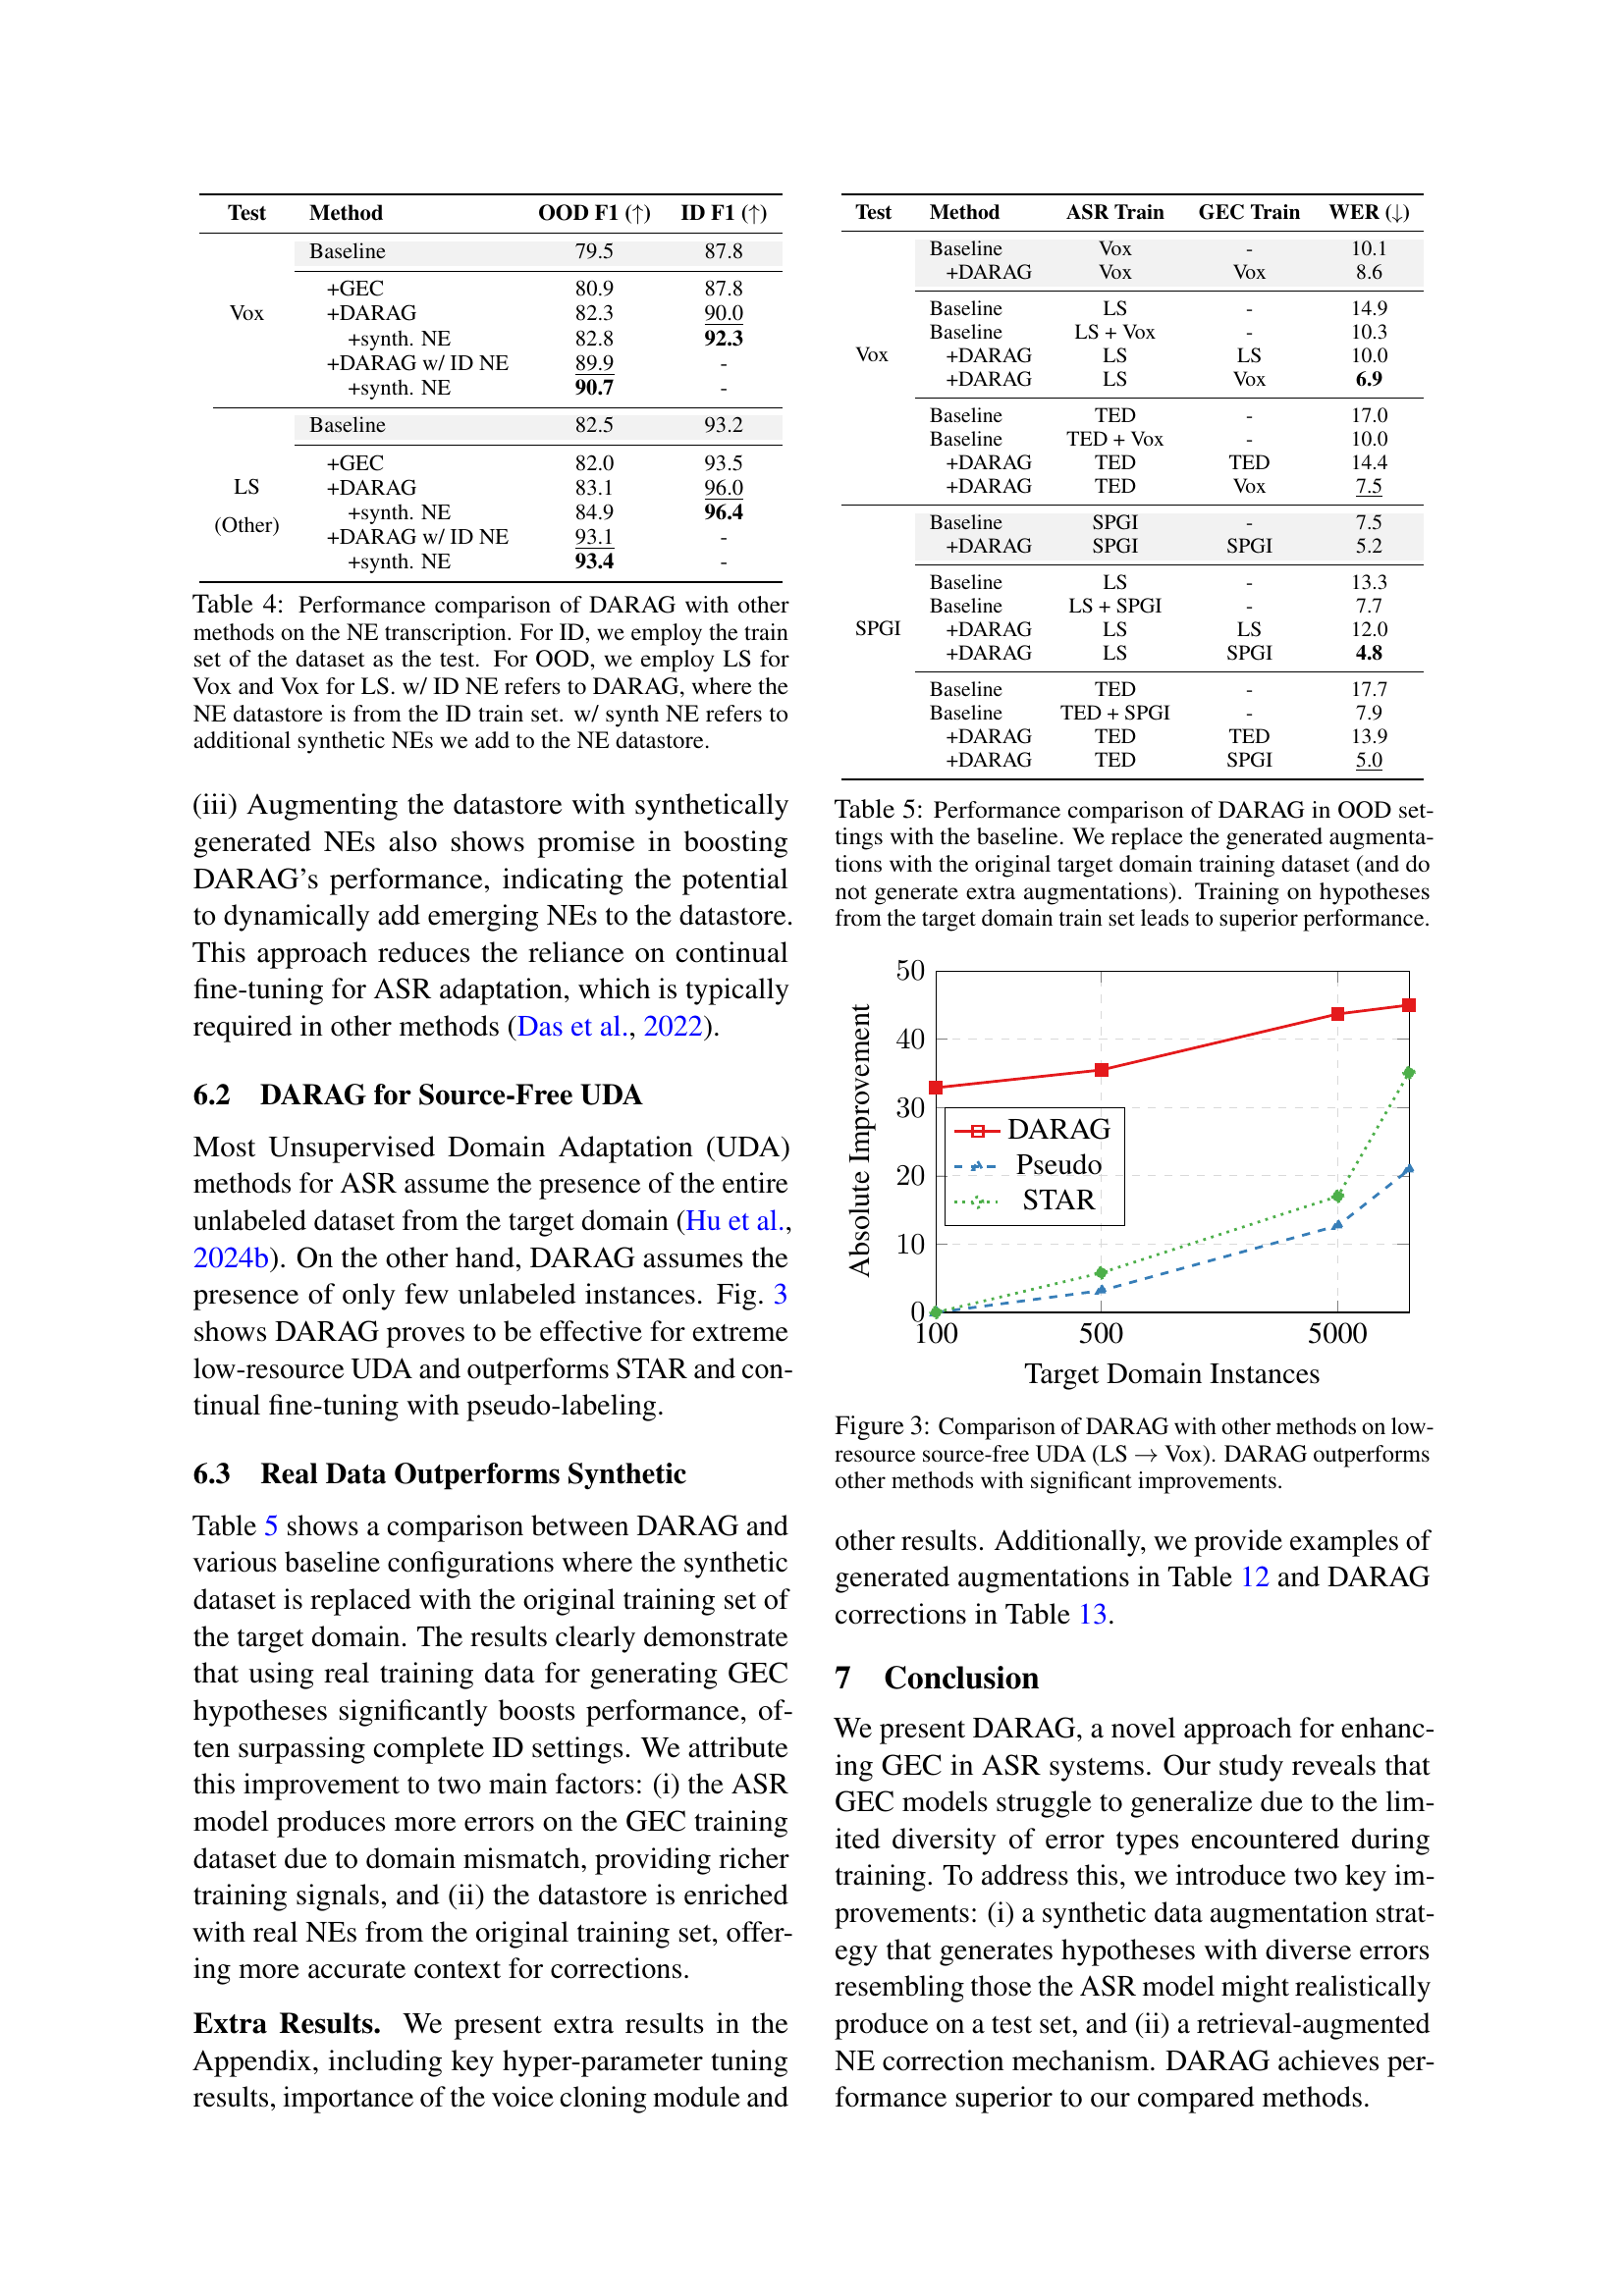 Test Method OOD F1 (↑) ID F1 (↑)
Baseline 79.5 87.8
+GEC 80.9 87.8
Vox +DARAG 82.3 90.0
+synth. NE 82.8 92.3
+DARAG w/ ID NE 89.9 -
+synth. NE 90.7 -
Baseline 82.5 93.2
+GEC 82.0 93.5
LS +DARAG 83.1 96.0
(Other) +synth. NE 84.9 96.4
+DARAG w/ ID NE 93.1 -
+synth. NE 93.4 -
Table 4: Performance comparison of DARAG with other
methods on the NE transcription. For ID, we employ the train
set of the dataset as the test. For OOD, we employ LS for
Vox and Vox for LS. w/ ID NE refers to DARAG, where the
NE datastore is from the ID train set. w/ synth NE refers to
additional synthetic NEs we add to the NE datastore.
(iii) Augmenting the datastore with synthetically
generated NEs also shows promise in boosting
DARAG's performance, indicating the potential
to dynamically add emerging NEs to the datastore.
This approach reduces the reliance on continual
fine-tuning for ASR adaptation, which is typically
required in other methods (Das et al., 2022).
6.2 DARAG for Source-Free UDA
Most Unsupervised Domain Adaptation (UDA)
methods for ASR assume the presence of the entire
unlabeled dataset from the target domain (Hu et al.,
2024b). On the other hand, DARAG assumes the
presence of only few unlabeled instances. Fig. 3
shows DARAG proves to be effective for extreme
low-resource UDA and outperforms STAR and con-
tinual fine-tuning with pseudo-labeling.
6.3 Real Data Outperforms Synthetic
Table 5 shows a comparison between DARAG and
various baseline configurations where the synthetic
dataset is replaced with the original training set of
the target domain. The results clearly demonstrate
that using real training data for generating GEC
hypotheses significantly boosts performance, of-
ten surpassing complete ID settings. We attribute
this improvement to two main factors: (i) the ASR
model produces more errors on the GEC training
dataset due to domain mismatch, providing richer
training signals, and (ii) the datastore is enriched
with real NEs from the original training set, offer-
ing more accurate context for corrections.
Extra Results. We present extra results in the
Appendix, including key hyper-parameter tuning
results, importance of the voice cloning module and
Test Method ASR Train GEC Train WER (↓)
Baseline Vox - 10.1
+DARAG Vox Vox 8.6
Baseline LS - 14.9
Baseline LS + Vox - 10.3
Vox +DARAG LS LS 10.0
+DARAG LS Vox 6.9
Baseline TED - 17.0
Baseline TED + Vox - 10.0
+DARAG TED TED 14.4
+DARAG TED Vox 7.5
Baseline SPGI - 7.5
+DARAG SPGI SPGI 5.2
Baseline LS - 13.3
Baseline LS + SPGI - 7.7
SPGI +DARAG LS LS 12.0
+DARAG LS SPGI 4.8
Baseline TED - 17.7
Baseline TED + SPGI - 7.9
+DARAG TED TED 13.9
+DARAG TED SPGI 5.0
Table 5: Performance comparison of DARAG in OOD set-
tings with the baseline. We replace the generated augmenta-
tions with the original target domain training dataset (and do
not generate extra augmentations). Training on hypotheses
from the target domain train set leads to superior performance.
50
40
30
20
10
0
Absolute Improvement
DARAG
Pseudo
STAR
100 500 5000
Target Domain Instances
Figure 3: Comparison of DARAG with other methods on low-
resource source-free UDA (LS → Vox). DARAG outperforms
other methods with significant improvements.
other results. Additionally, we provide examples of
generated augmentations in Table 12 and DARAG
corrections in Table 13.
7 Conclusion
We present DARAG, a novel approach for enhanc-
ing GEC in ASR systems. Our study reveals that
GEC models struggle to generalize due to the lim-
ited diversity of error types encountered during
training. To address this, we introduce two key im-
provements: (i) a synthetic data augmentation strat-
egy that generates hypotheses with diverse errors
resembling those the ASR model might realistically
produce on a test set, and (ii) a retrieval-augmented
NE correction mechanism. DARAG achieves per-
formance superior to our compared methods.